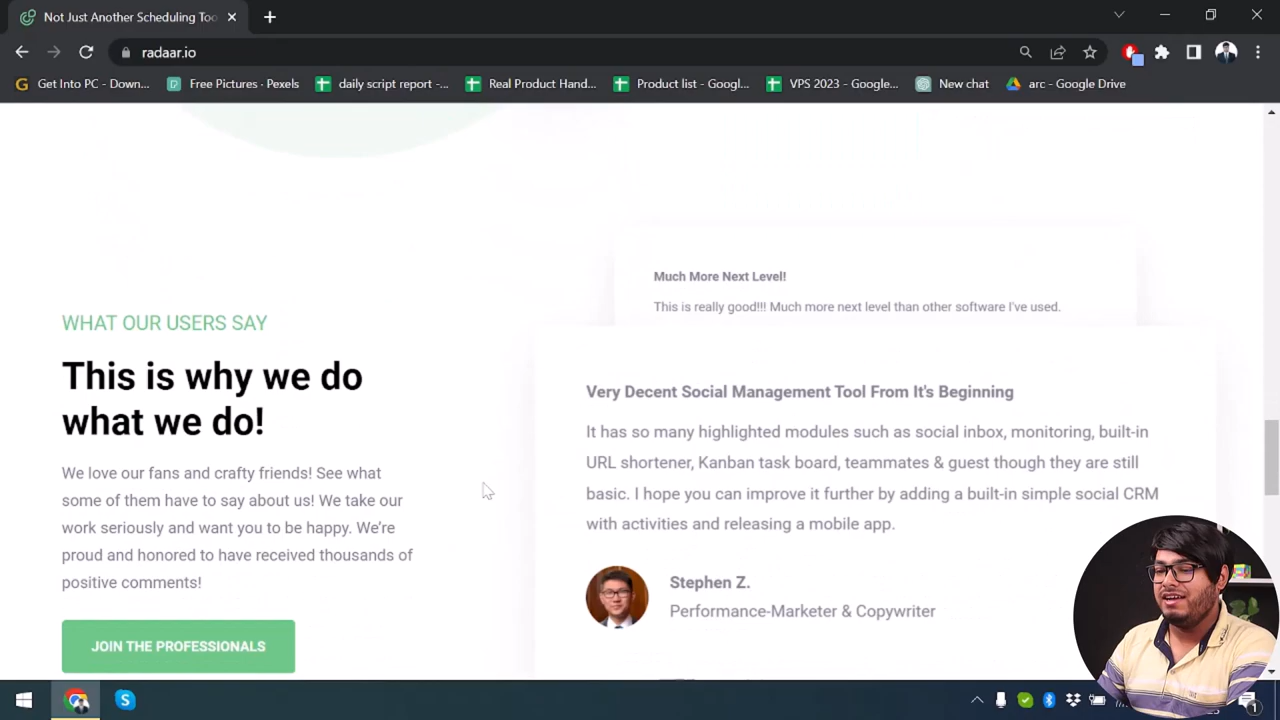 Not Just Another Scheduling Too
radaar.io
Get Into PC - Down...
Free Pictures · Pexels
daily script report -...
Real Product Hand...
Product list - Googl...
VPS 2023 – Google...
New chat
arc - Google Drive
Much More Next Level!
This is really good!!! Much more next level than other software I've used.
WHAT OUR USERS SAY
This is why we do
what we do!
We love our fans and crafty friends! See what
some of them have to say about us! We take our
work seriously and want you to be happy. We're
proud and honored to have received thousands of
positive comments!
JOIN THE PROFESSIONALS
Very Decent Social Management Tool From It's Beginning
It has so many highlighted modules such as social inbox, monitoring, built-in
URL shortener, Kanban task board, teammates & guest though they are still
basic. I hope you can improve it further by adding a built-in simple social CRM
with activities and releasing a mobile app.
Stephen Z.
Performance-Marketer & Copywriter